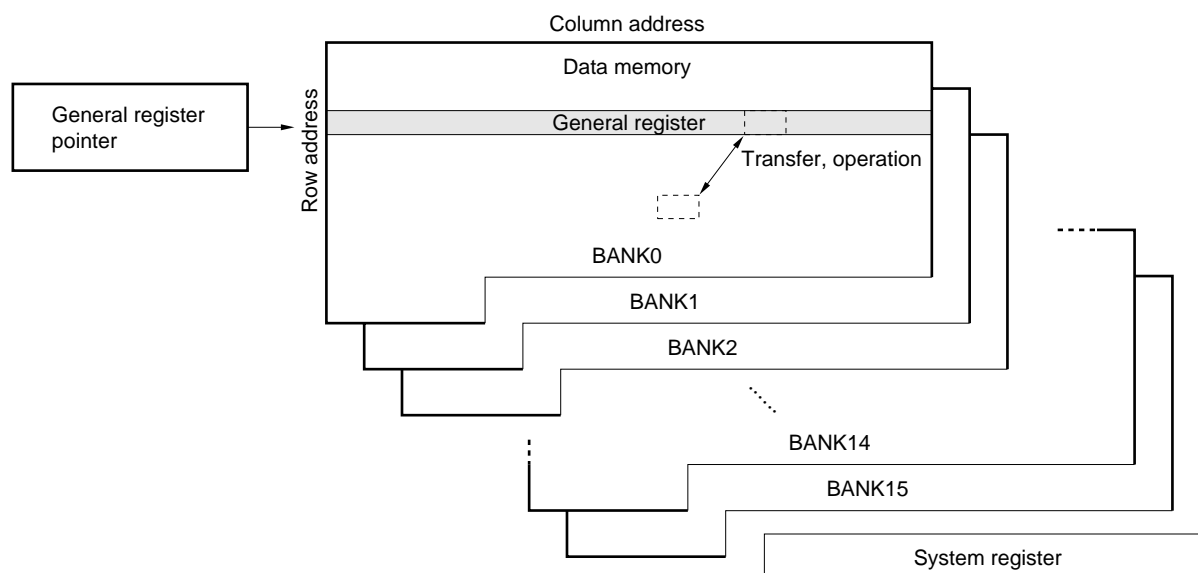 Column address
Data memory
General register
pointer
Row address
General register
Transfer, operation
BANK0
BANK1
BANK2
BANK14
BANK15
System register